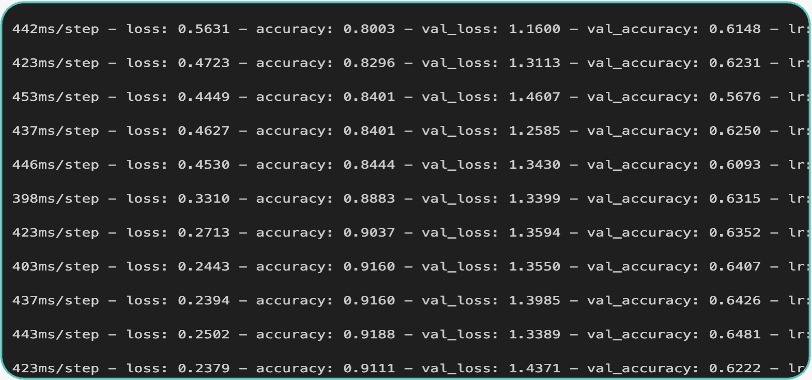 442ms/step – loss: 0.5631 – accuracy: 0.8003 – val_loss: 1.1600 – val_accuracy: 0.6148 – lr:
423ms/step – loss: 0.4723 – accuracy: 0.8296 – val_loss: 1.3113 – val_accuracy: 0.6231 – lr:
453ms/step – loss: 0.4449 – accuracy: 0.8401 – val_loss: 1.4607 – val_accuracy: 0.5676 – lr:
437ms/step – loss: 0.4627 – accuracy: 0.8401 – val_loss: 1.2585 – val_accuracy: 0.6250 – lr:
446ms/step – loss: 0.4530 – accuracy: 0.8444 – val_loss: 1.3430 – val_accuracy: 0.6093 – lr:
398ms/step – loss: 0.3310 – accuracy: 0.8883 – val_loss: 1.3399 – val_accuracy: 0.6315 – lr:
423ms/step – loss: 0.2713 – accuracy: 0.9037 – val_loss: 1.3594 – val_accuracy: 0.6352 – lr:
403ms/step – loss: 0.2443 – accuracy: 0.9160 – val_loss: 1.3550 – val_accuracy: 0.6407 – lr:
437ms/step – loss: 0.2394 – accuracy: 0.9160 – val_loss: 1.3985 – val_accuracy: 0.6426 – lr:
443ms/step – loss: 0.2502 – accuracy: 0.9188 – val_loss: 1.3389 – val_accuracy: 0.6481 – lr:
423ms/step – loss: 0.2379 – accuracy: 0.9111 – val_loss: 1.4371 – val_accuracy: 0.6222 – lr: